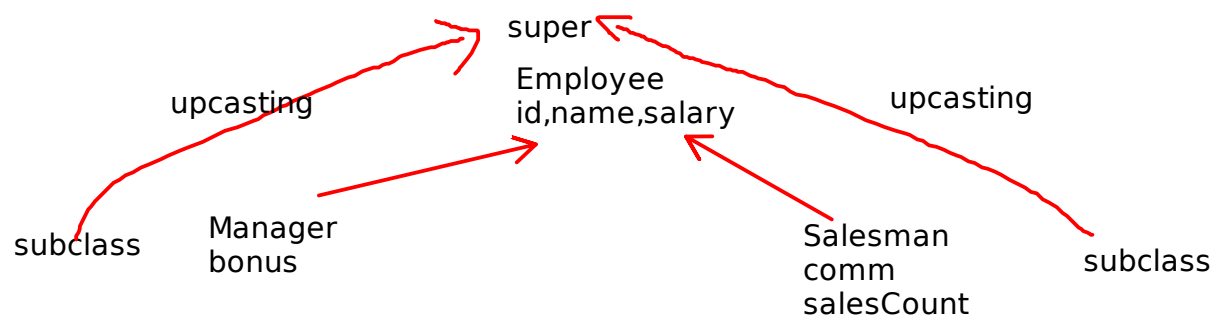 super
Employee
id,name,salary
upcasting
upcasting
subclass
Manager
bonus
Salesman
comm
salesCount
subclass